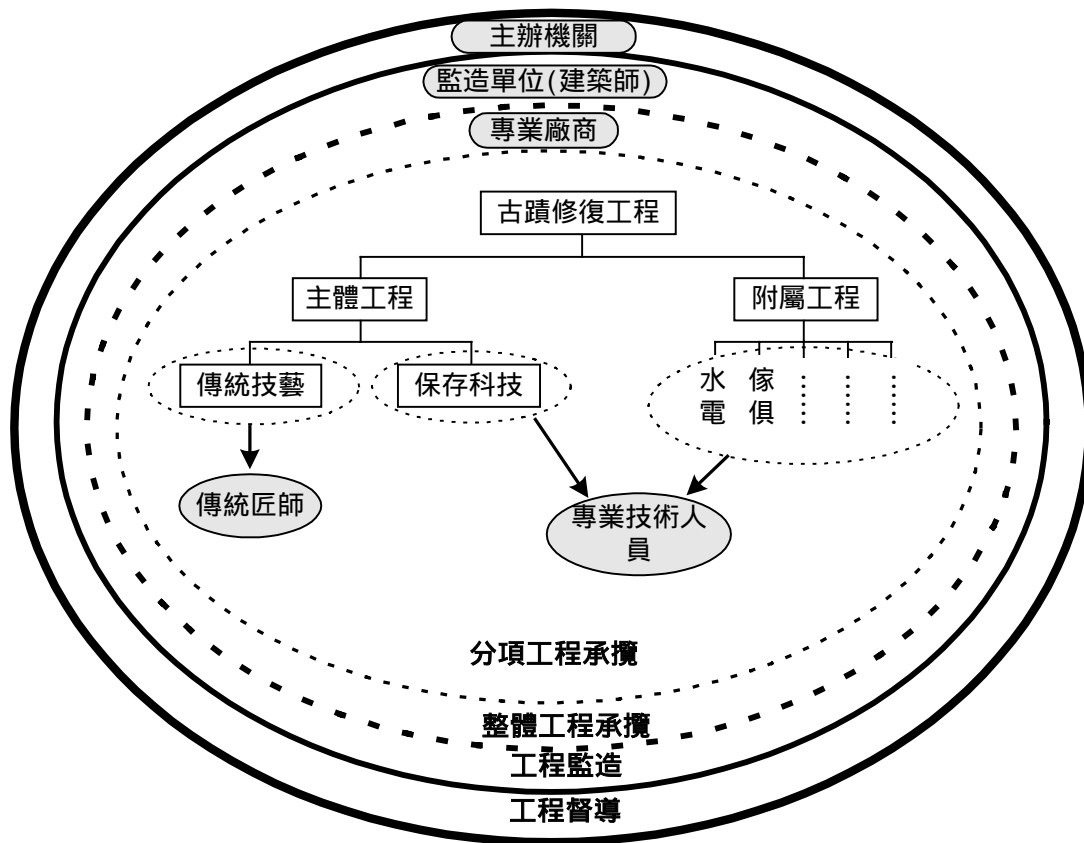 主辦機關
監造單位(建築師)
專業廠商
古蹟修復工程
主體工程
附屬工程
傳統技藝
保存科技
水電
傢俱
傳統匠師
專業技術人
員
分項工程承攬
整體工程承攬
工程監造
工程督導